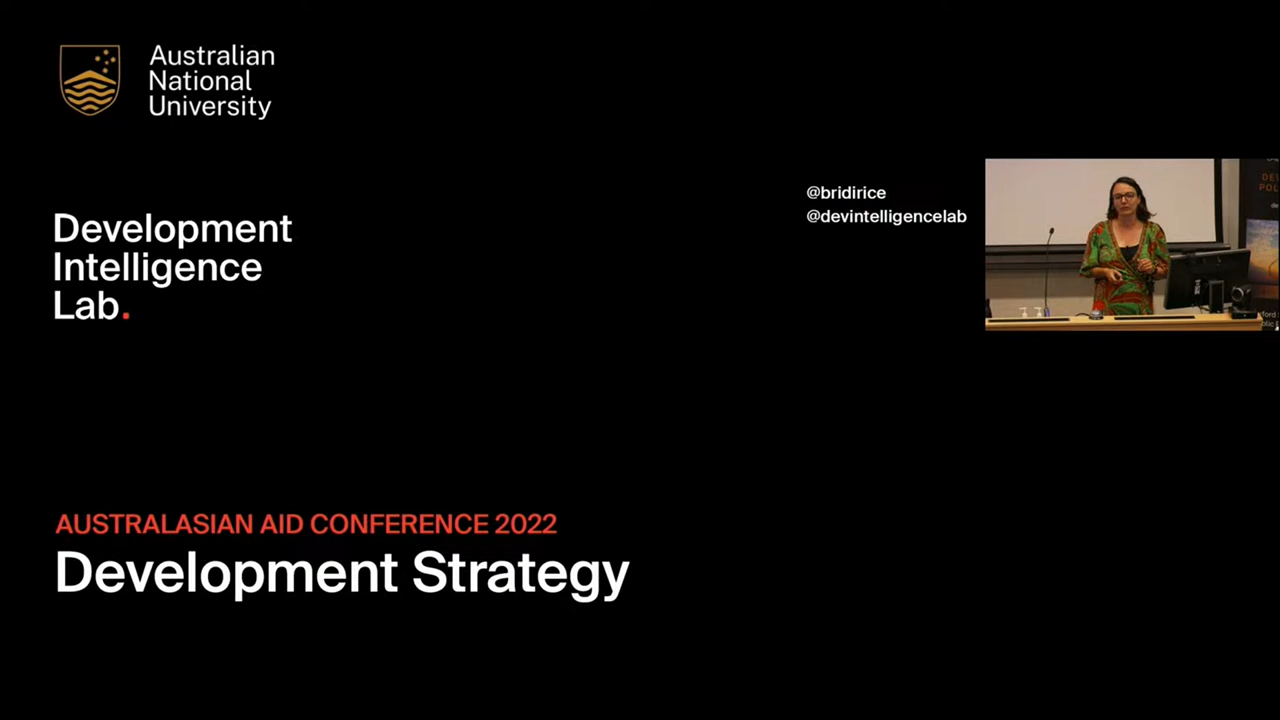 Australian
National
University
@bridirice
@devintelligencelab
Development
Intelligence
Lab.
AUSTRALASIAN AID CONFERENCE 2022
Development Strategy